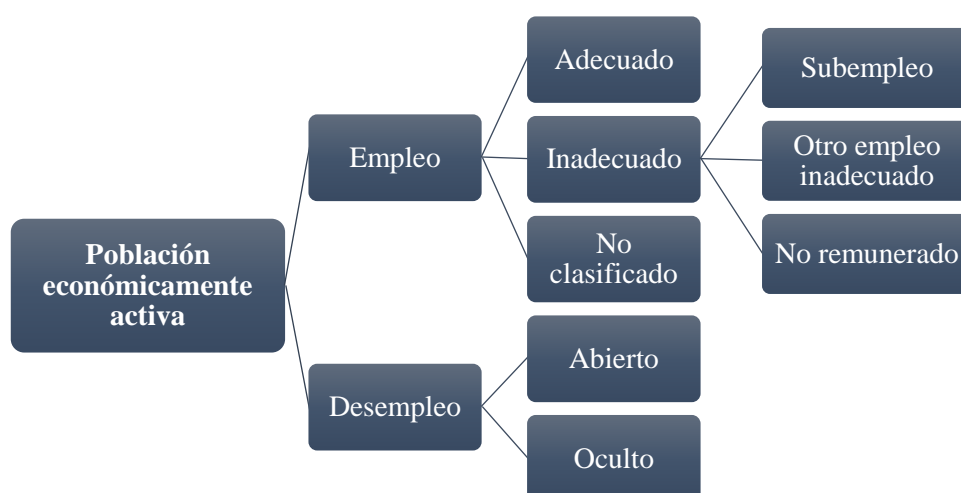 Población
económicamente
activa
Empleo
Adecuado
Inadecuado
Subempleo
Otro empleo
inadecuado
No remunerado
No
clasificado
Desempleo
Abierto
Oculto